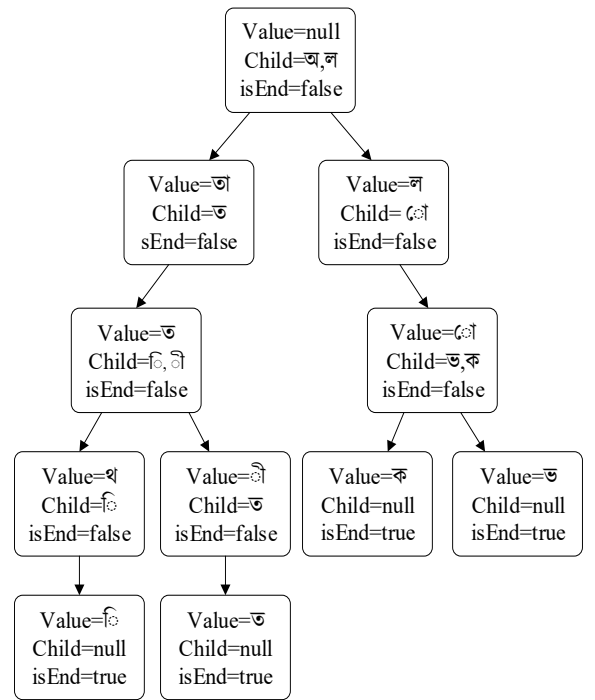 Value=null
Child=অ,ল
isEnd=false
Value=তা
Child=ত
sEnd=false
Value=ল
Child= ো
isEnd=false
Value=ত
Child=ি, ী
isEnd=false
Value=ো
Child=ভ,ক
isEnd=false
Value=থ
Child=ি
isEnd=false
Value=ী
Child=ত
isEnd=false
Value=ক
Child=null
isEnd=true
Value=ভ
Child=null
isEnd=true
Value=ি
Child=null
isEnd=true
Value=ত
Child=null
isEnd=true